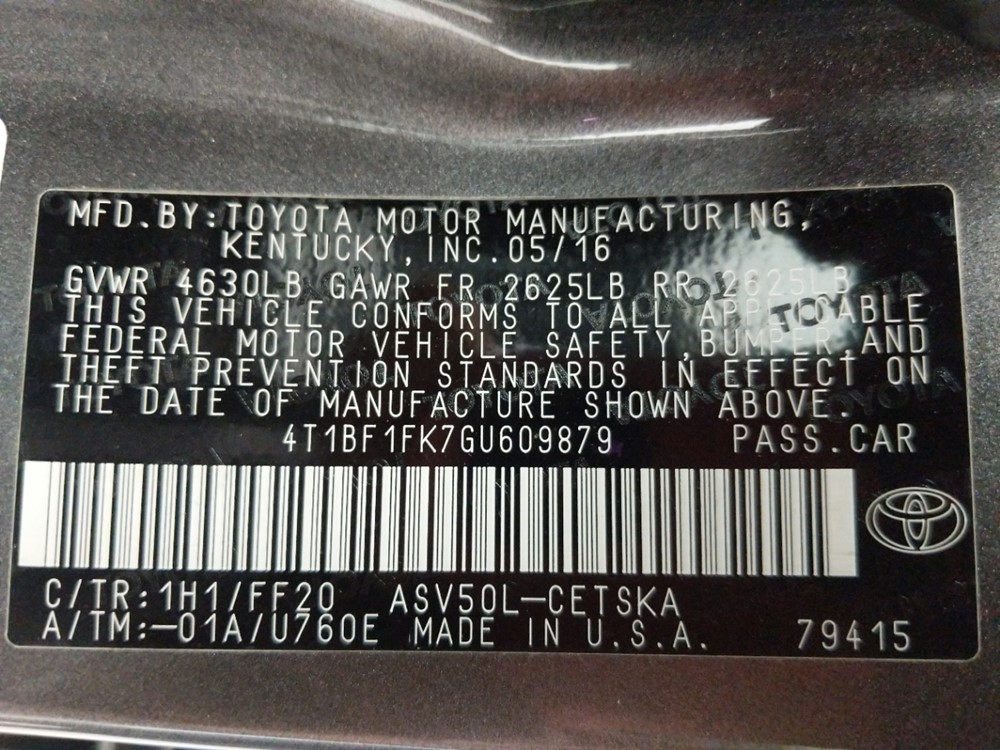 MFD.BY:TOYOTA MOTOR MANUFACTURING,
KENTUCKY,INC.05/16
GVWR 4630LB GAWR FR 2625LB RR 2625LB
THIS VEHICLE CONFORMS TO ALL APPLICABLE
FEDERAL MOTOR VEHICLE SAFETY,BUMPER,AND
THEFT PREVENTION STANDARDS IN EFFECT ON
THE DATE OF MANUFACTURE SHOWN ABOVE.
4T1BF1FK7GU609879 PASS.CAR
C/TR:1H1/FF20 ASV50L-CETSKA
A/TM:-01A/U760E MADE IN U.S.A. 79415
TOYOTA